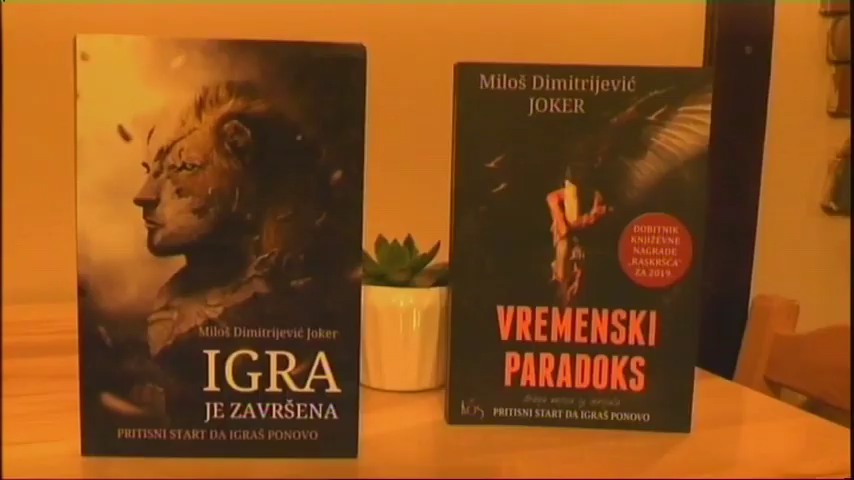 Miloš Dimitrijević Joker
IGRA
JE ZAVRŠENA
PRITISNI START DA IGRAŠ PONOVO
Miloš Dimitrijević
JOKER
DOBITNIK
KNJIŽEVNE
NAGRADE
„RASKRŠĆA"
ZA 2019.
VREMENSKI
PARADOKS
PRITISNI START DA IGRAŠ PONOVO